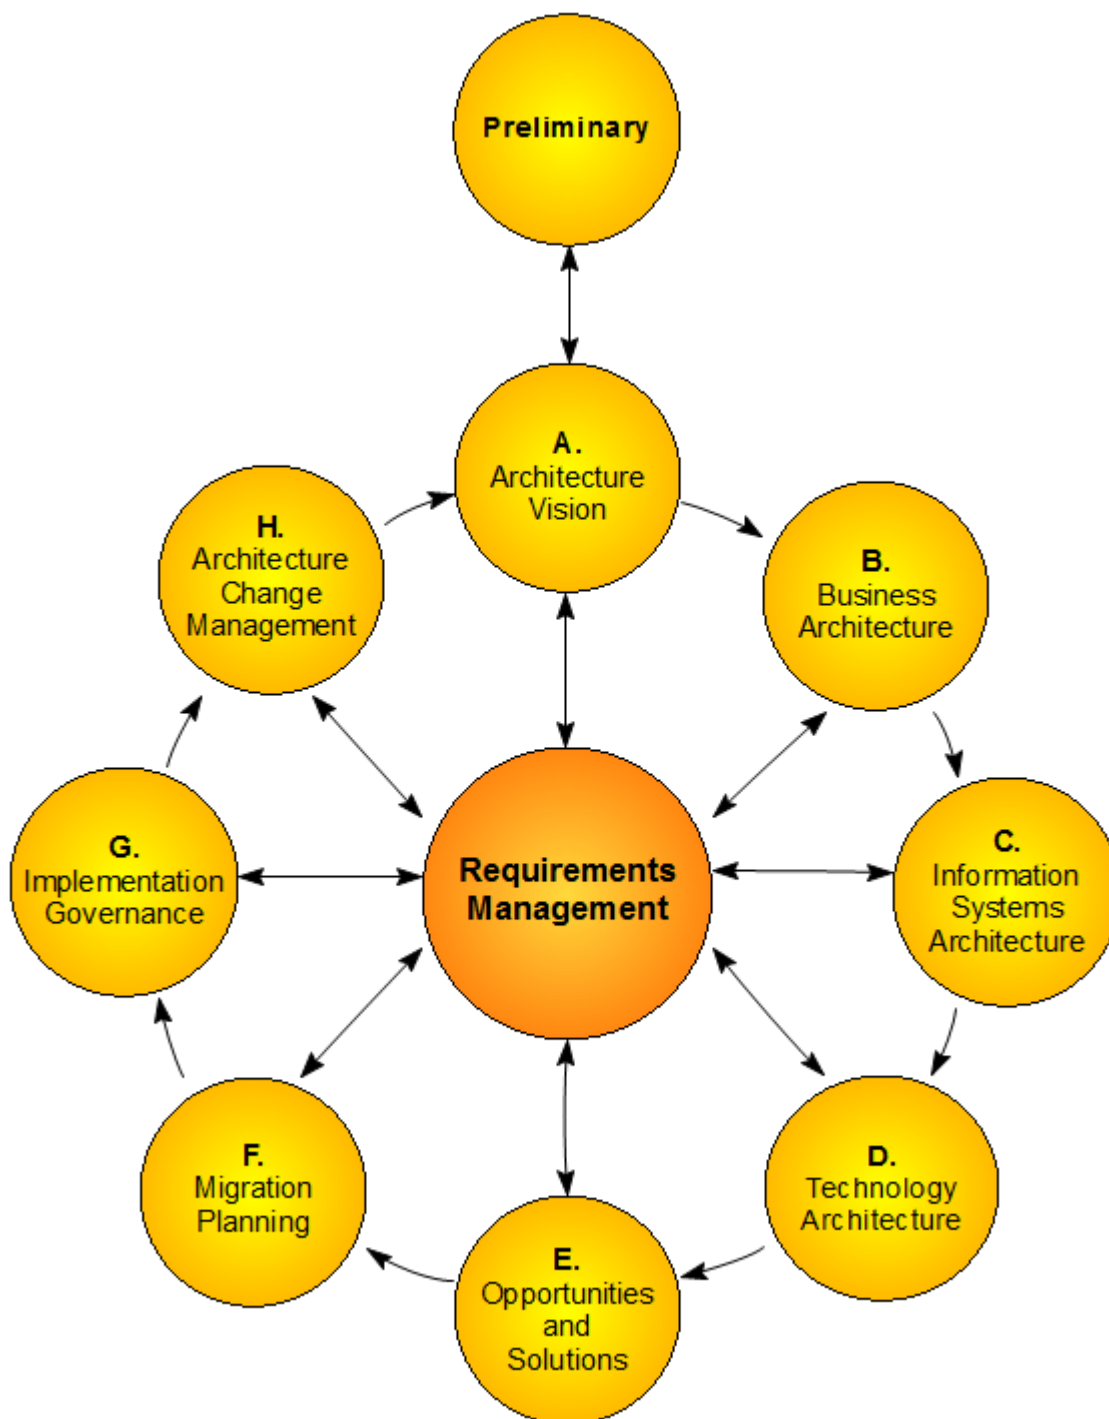 Preliminary
A.
Architecture
Vision
B.
Business
Architecture
C.
Information
Systems
Architecture
D.
Technology
Architecture
E.
Opportunities
and
Solutions
F.
Migration
Planning
G.
Implementation
Governance
H.
Architecture
Change
Management
Requirements
Management